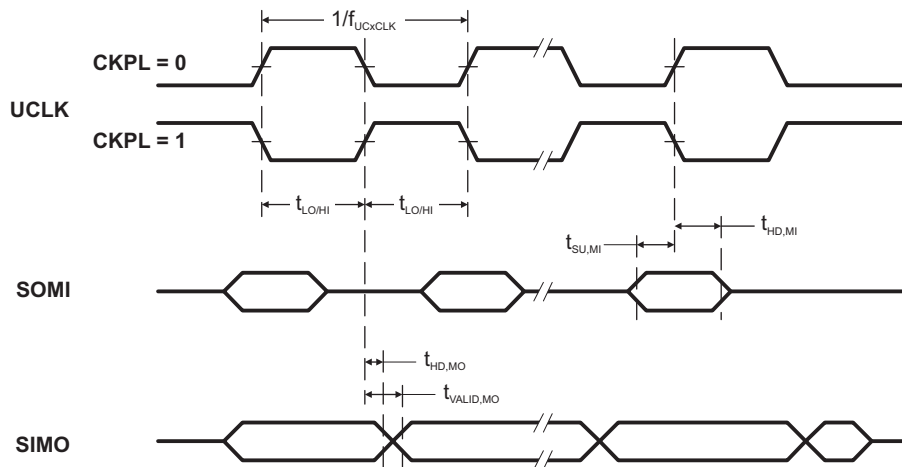 1/fUCxCLK
CKPL = 0
UCLK
CKPL = 1
tLO/HI tLO/HI
tSU,MI
tHD,MI
SOMI
tHD,MO
tVALID,MO
SIMO